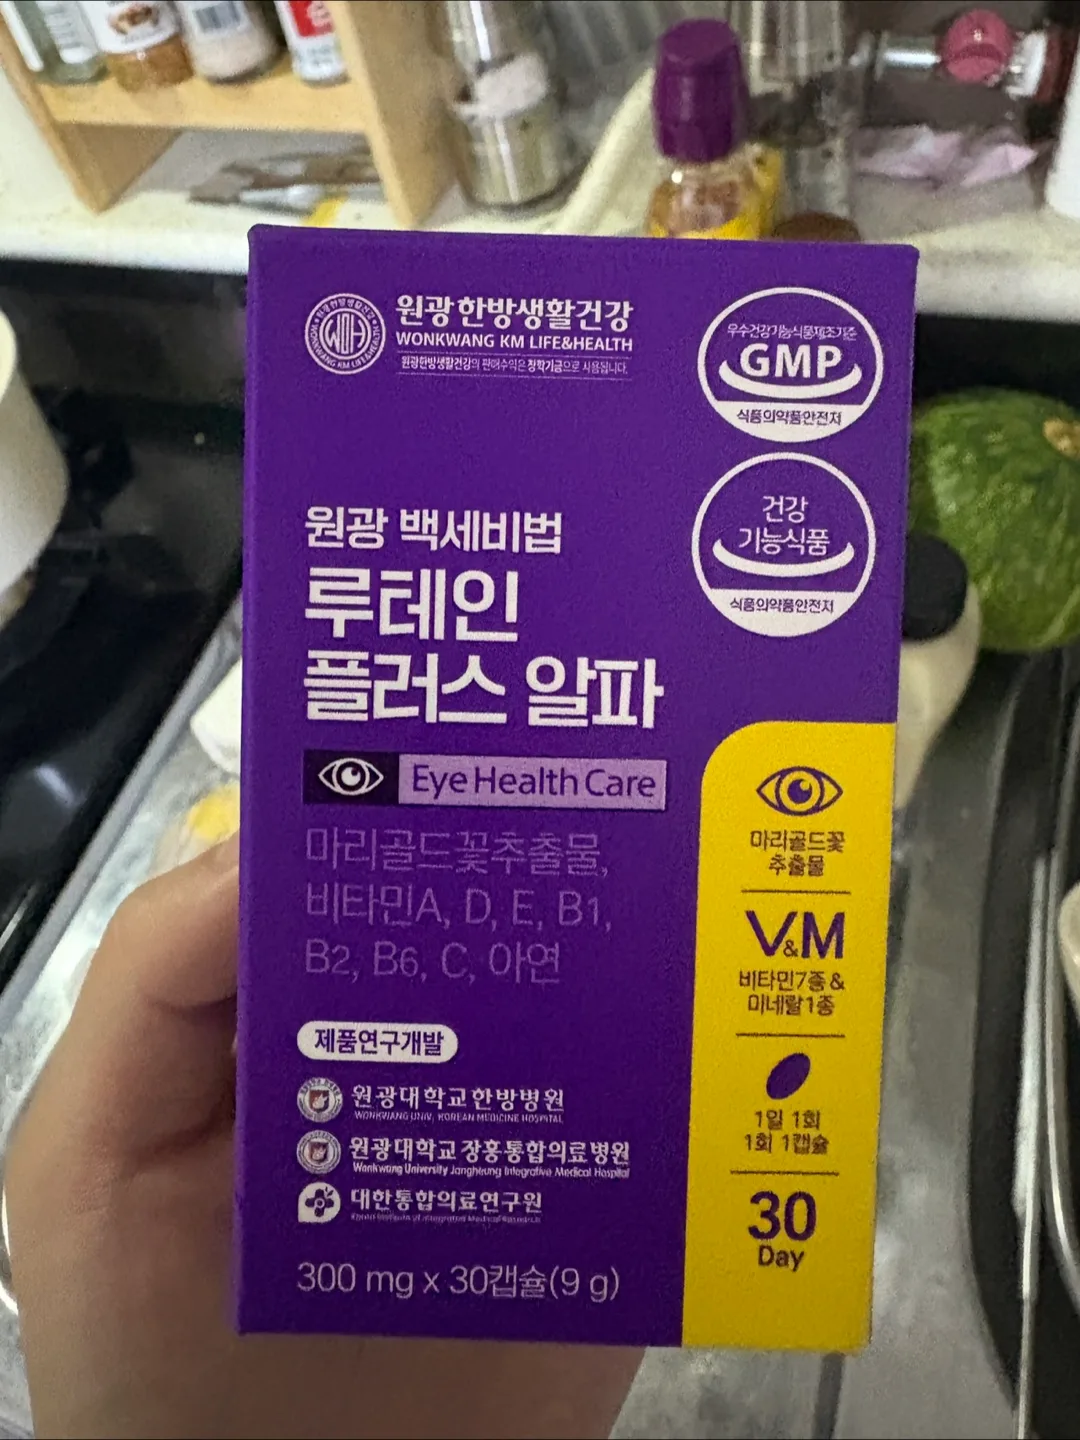 원광한방생활건강
WONKWANG KM LIFE&HEALTH
원광한방생활건강의 판매수익은 장학기금으로 사용됩니다.
우수건강기능식품제조기준
GMP
식품의약품안전처
건강
기능식품
식품의약품안전처
원광 백세비법
루테인
플러스 알파
Eye Health Care
마리골드꽃추출물,
비타민A, D, E, B1,
B2, B6, C, 아연
제품연구개발
원광대학교한방병원
WONKWANG UNIV. KOREAN MEDICINE HOSPITAL
원광대학교장흥통합의료병원
Wonkwang University Jangheung Integrative Medical Hospital
대한통합의료연구원
300 mg x 30캡슐(9 g)
마리골드꽃
추출물
V&M
비타민7종 &
미네랄1종
1일 1회
1회 1캡슐
30
Day